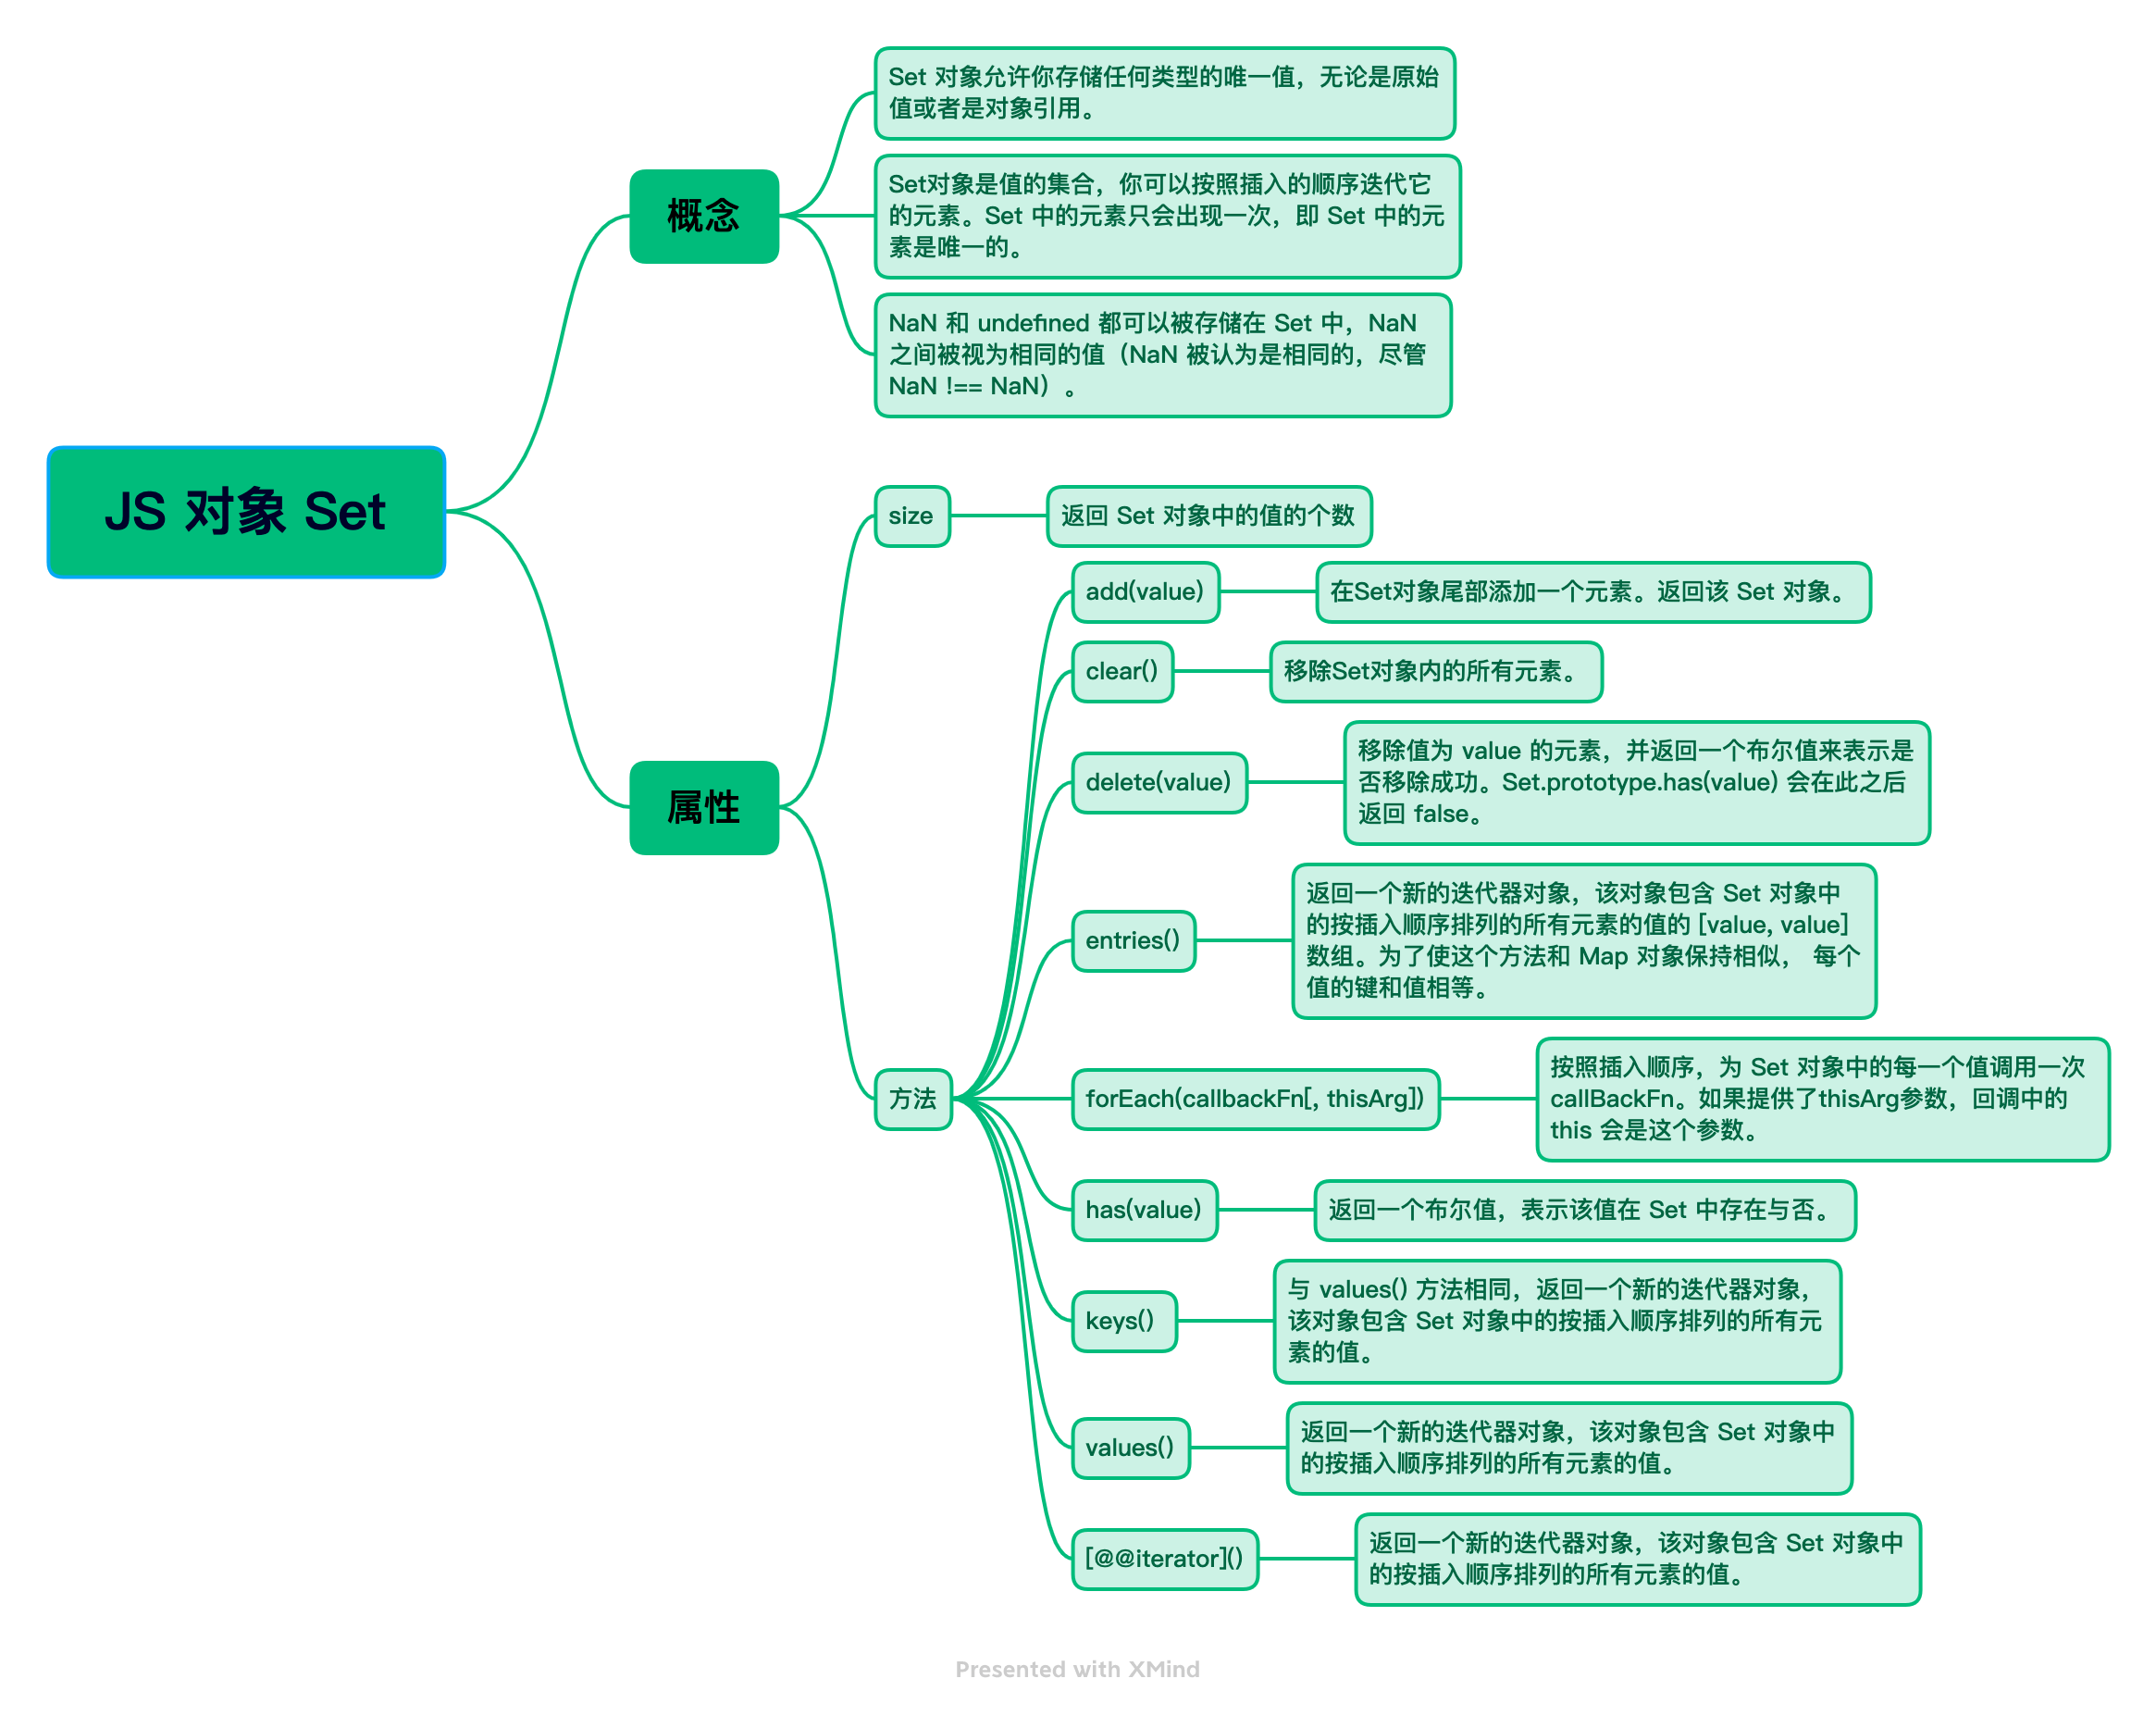 JS 对象 Set
概念
Set 对象允许你存储任何类型的唯一值，无论是原始
值或者是对象引用。
Set对象是值的集合，你可以按照插入的顺序迭代它
的元素。Set 中的元素只会出现一次，即 Set 中的元
素是唯一的。
NaN 和 undefined 都可以被存储在 Set 中，NaN
之间被视为相同的值（NaN 被认为是相同的，尽管
NaN !== NaN）。
属性
size
返回 Set 对象中的值的个数
方法
add(value)
在Set对象尾部添加一个元素。返回该 Set 对象。
clear()
移除Set对象内的所有元素。
delete(value)
移除值为 value 的元素，并返回一个布尔值来表示是
否移除成功。Set.prototype.has(value) 会在此之后
返回 false。
entries()
返回一个新的迭代器对象，该对象包含 Set 对象中
的按插入顺序排列的所有元素的值的 [value, value]
数组。为了使这个方法和 Map 对象保持相似， 每个
值的键和值相等。
forEach(callbackFn[, thisArg])
按照插入顺序，为 Set 对象中的每一个值调用一次
callBackFn。如果提供了thisArg参数，回调中的
this 会是这个参数。
has(value)
返回一个布尔值，表示该值在 Set 中存在与否。
keys()
与 values() 方法相同，返回一个新的迭代器对象，
该对象包含 Set 对象中的按插入顺序排列的所有元
素的值。
values()
返回一个新的迭代器对象，该对象包含 Set 对象中
的按插入顺序排列的所有元素的值。
[@@iterator]()
返回一个新的迭代器对象，该对象包含 Set 对象中
的按插入顺序排列的所有元素的值。
Presented with XMind